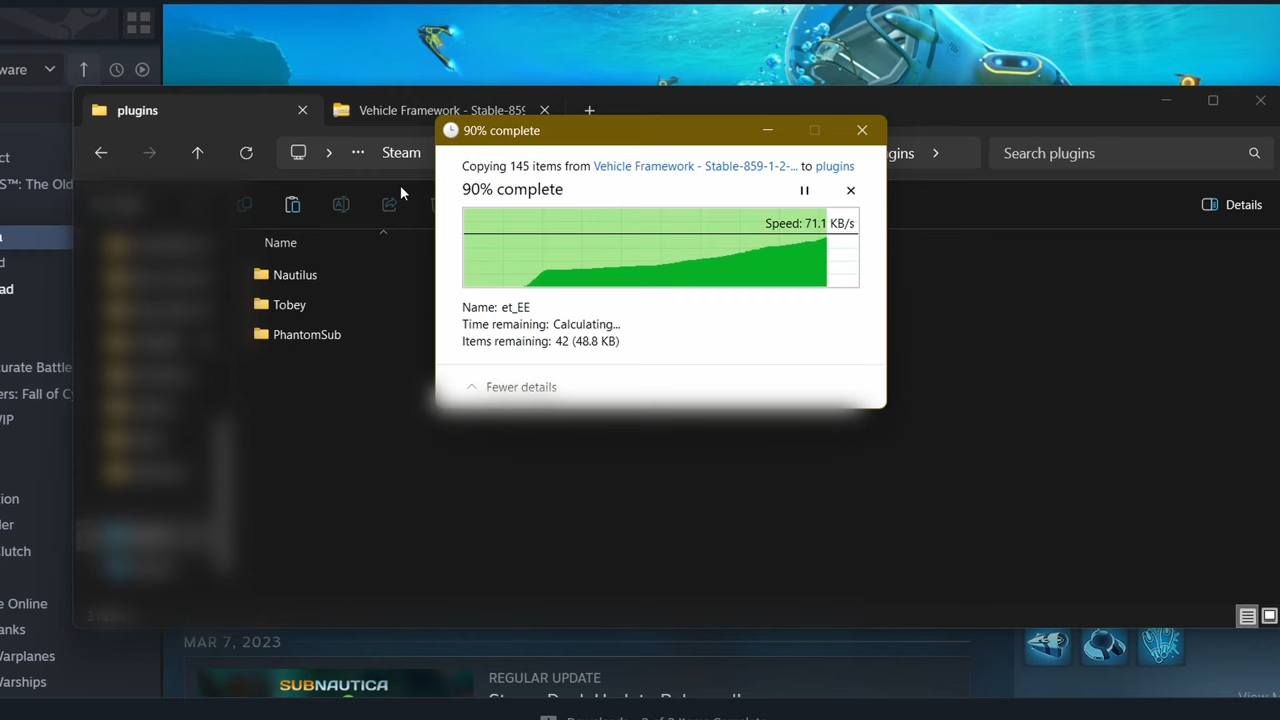 ware
plugins
Vehicle Framework - Stable-859
Steam
gins
Search plugins
Details
Name
Nautilus
Tobey
PhantomSub
90% complete
Copying 145 items from Vehicle Framework - Stable-859-1-2-... to plugins
90% complete
Speed: 71.1 KB/s
Name: et_EE
Time remaining: Calculating...
Items remaining: 42 (48.8 KB)
Fewer details
ct
S™: The Old
a
d
ad
urate Battle
ers: Fall of C
VIP
ion
ler
lutch
e Online
anks
Warplanes
Warships
MAR 7, 2023
REGULAR UPDATE
SUBNAUTICA